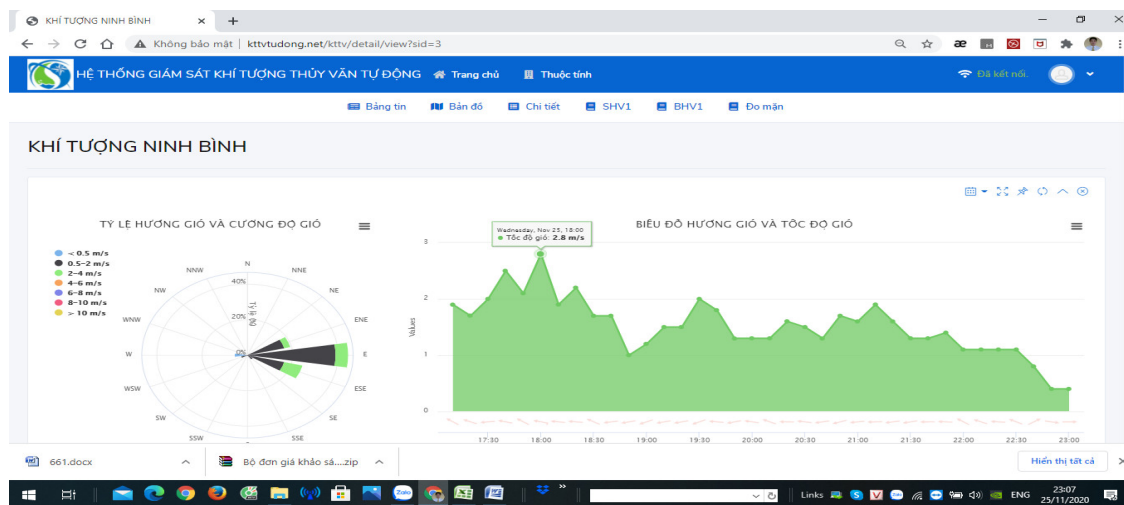 KHÍ TƯỢNG NINH BÌNH
Không bảo mật | kttvtudong.net/kttv/detail/view?sid=3
HỆ THỐNG GIÁM SÁT KHÍ TƯỢNG THỦY VĂN TỰ ĐỘNG Trang chủ Thuộc tính Đã kết nối.
Bảng tin Bản đồ Chi tiết SHV1 BHV1 Đo mặn
KHÍ TƯỢNG NINH BÌNH
TỶ LỆ HƯỚNG GIÓ VÀ CƯỜNG ĐỘ GIÓ
< 0.5 m/s
0.5–2 m/s
2–4 m/s
4–6 m/s
6–8 m/s
8–10 m/s
> 10 m/s
N
NNE
NE
ENE
E
ESE
SE
SSE
SSW
SW
WSW
W
WNW
NW
NNW
40%
20%
0%
Tỷ lệ (%)
BIỂU ĐỒ HƯỚNG GIÓ VÀ TỐC ĐỘ GIÓ
Wednesday, Nov 25, 18:00
Tốc độ gió: 2.8 m/s
Values
3
2
1
0
17:30 18:00 18:30 19:00 19:30 20:00 20:30 21:00 21:30 22:00 22:30 23:00
661.docx Bộ đơn giá khảo sá....zip Hiển thị tất cả
Zalo Links ENG 23:07
25/11/2020